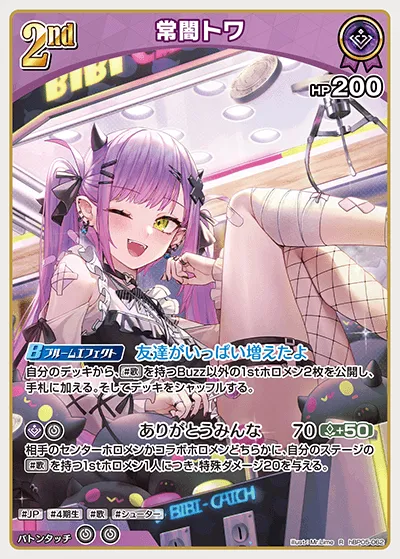 2nd
常闇トワ
HP200
BIBI
ブルームエフェクト 友達がいっぱい増えたよ
自分のデッキから、#歌を持つBuzz以外の1stホロメン2枚を公開し、
手札に加える。そしてデッキをシャッフルする。
ありがとうみんな 70 +50
相手のセンターホロメンかコラボホロメンどちらかに、自分のステージの
#歌を持つ1stホロメン1人につき、特殊ダメージ20を与える。
BIBI-CATCH
#JP #4期生 #歌 #シューター
バトンタッチ
illust: Mr.Lime R hBP05-062